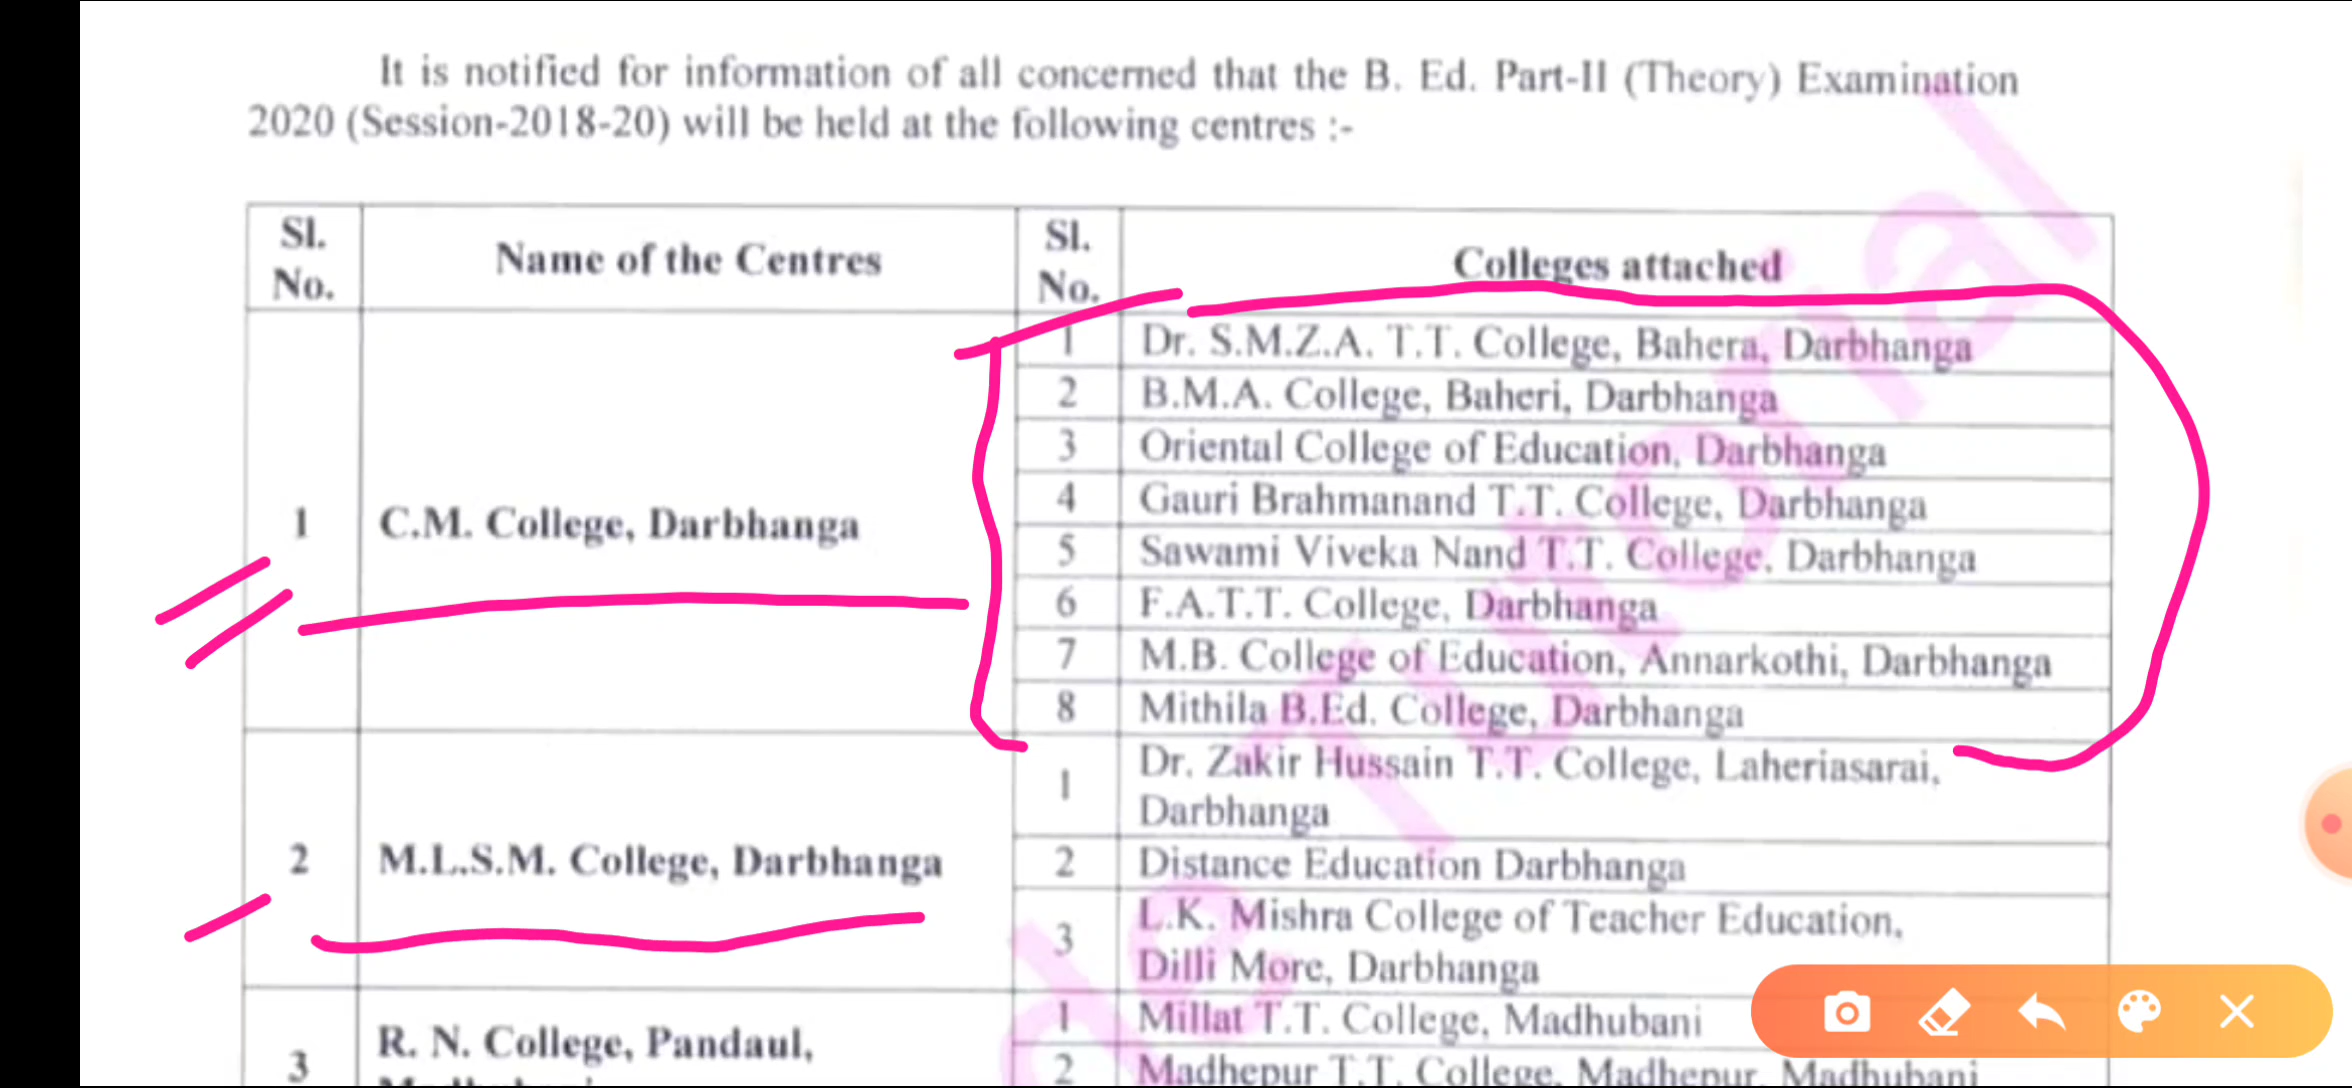 It is notified for information of all concerned that the B. Ed. Part-II (Theory) Examination
2020 (Session-2018-20) will be held at the following centres :-
Sl. No. Name of the Centres Sl. No. Colleges attached
1 C.M. College, Darbhanga
1 Dr. S.M.Z.A. T.T. College, Bahera, Darbhanga
2 B.M.A. College, Baheri, Darbhanga
3 Oriental College of Education, Darbhanga
4 Gauri Brahmanand T.T. College, Darbhanga
5 Sawami Viveka Nand T.T. College, Darbhanga
6 F.A.T.T. College, Darbhanga
7 M.B. College of Education, Annarkothi, Darbhanga
8 Mithila B.Ed. College, Darbhanga
2 M.L.S.M. College, Darbhanga
1 Dr. Zakir Hussain T.T. College, Laheriasarai,
Darbhanga
2 Distance Education Darbhanga
3 L.K. Mishra College of Teacher Education,
Dilli More, Darbhanga
3 R. N. College, Pandaul,
1 Millat T.T. College, Madhubani
2 Madhepur T.T. College, Madhepur, Madhubani
Tutorial